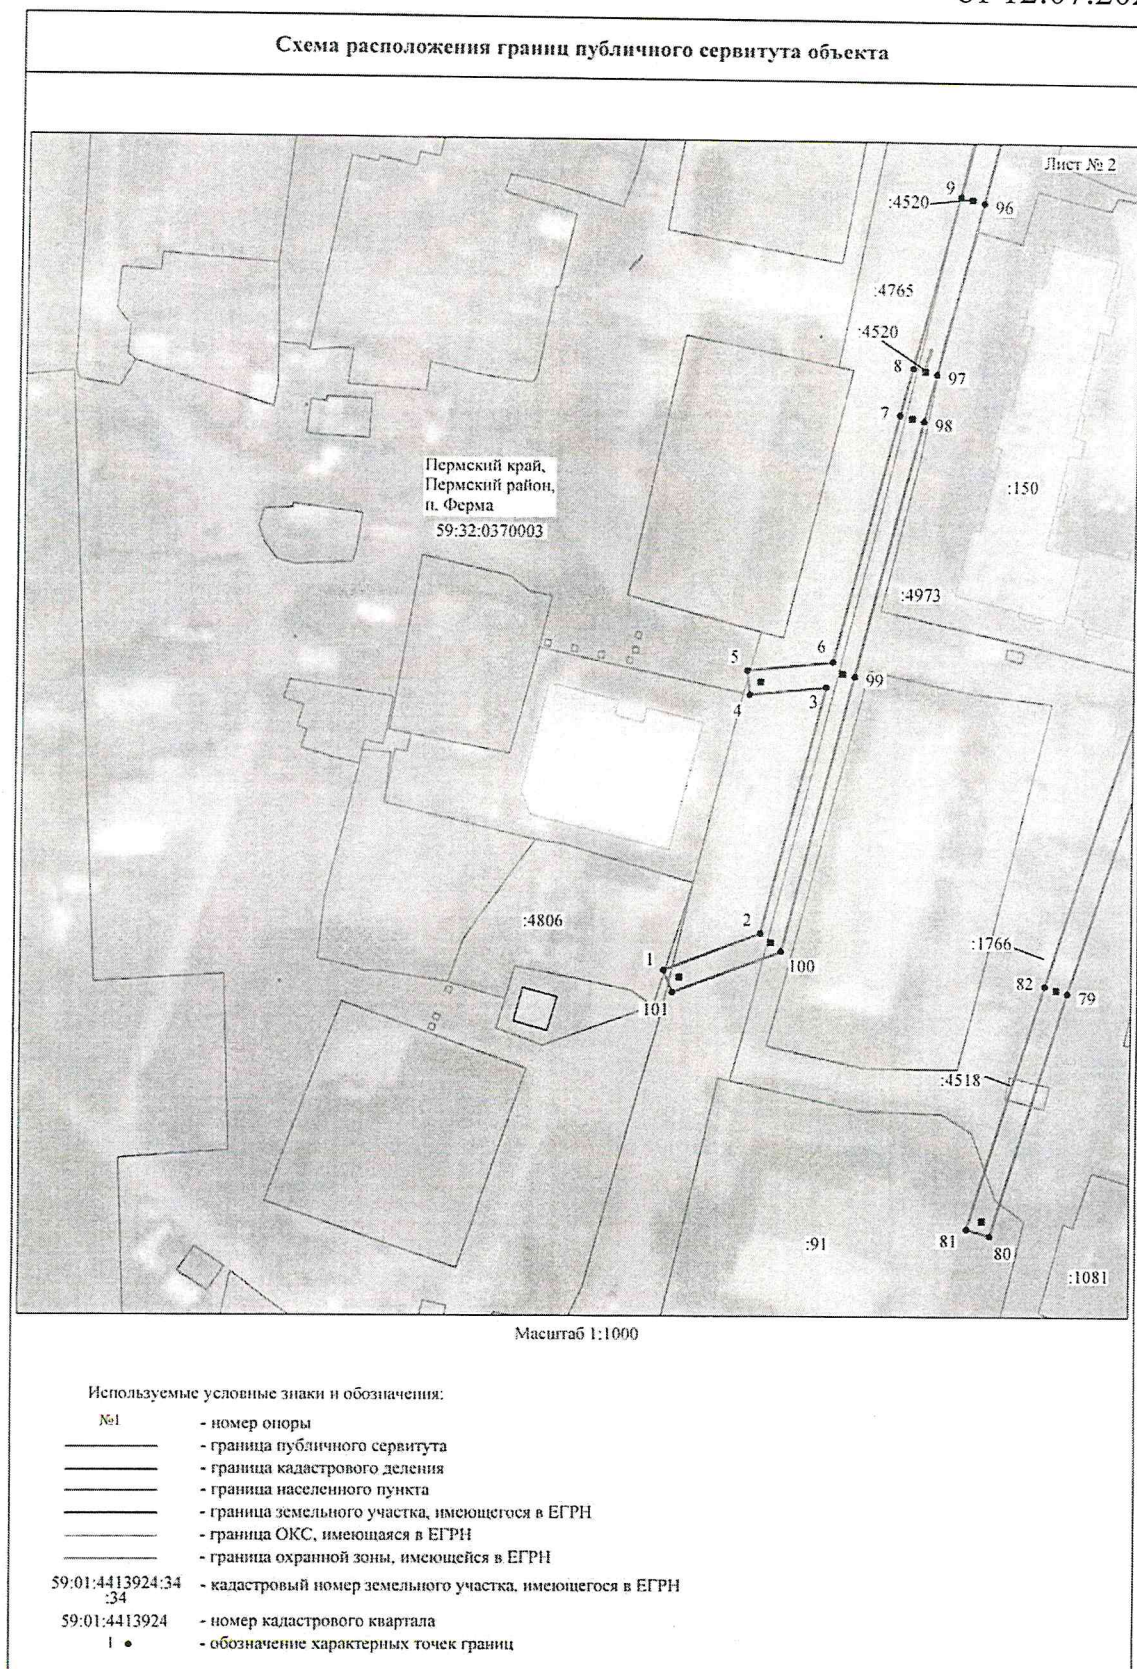 от 12.07.202
Схема расположения границ публичного сервитута объекта
Лист № 2
9
:4520
96
:4765
:4520
8
97
7
98
Пермский край,
Пермский район,
п. Ферма
59:32:0370003
:150
:4973
5
6
4
3
99
:4806
2
:1766
1
100
82
79
101
:4518
:91
81
80
:1081
Масштаб 1:1000
Используемые условные знаки и обозначения:
№1 - номер опоры
- граница публичного сервитута
- граница кадастрового деления
- граница населенного пункта
- граница земельного участка, имеющегося в ЕГРН
- граница ОКС, имеющаяся в ЕГРН
- граница охранной зоны, имеющейся в ЕГРН
59:01:4413924:34 - кадастровый номер земельного участка, имеющегося в ЕГРН
:34
59:01:4413924 - номер кадастрового квартала
1 ● - обозначение характерных точек границ